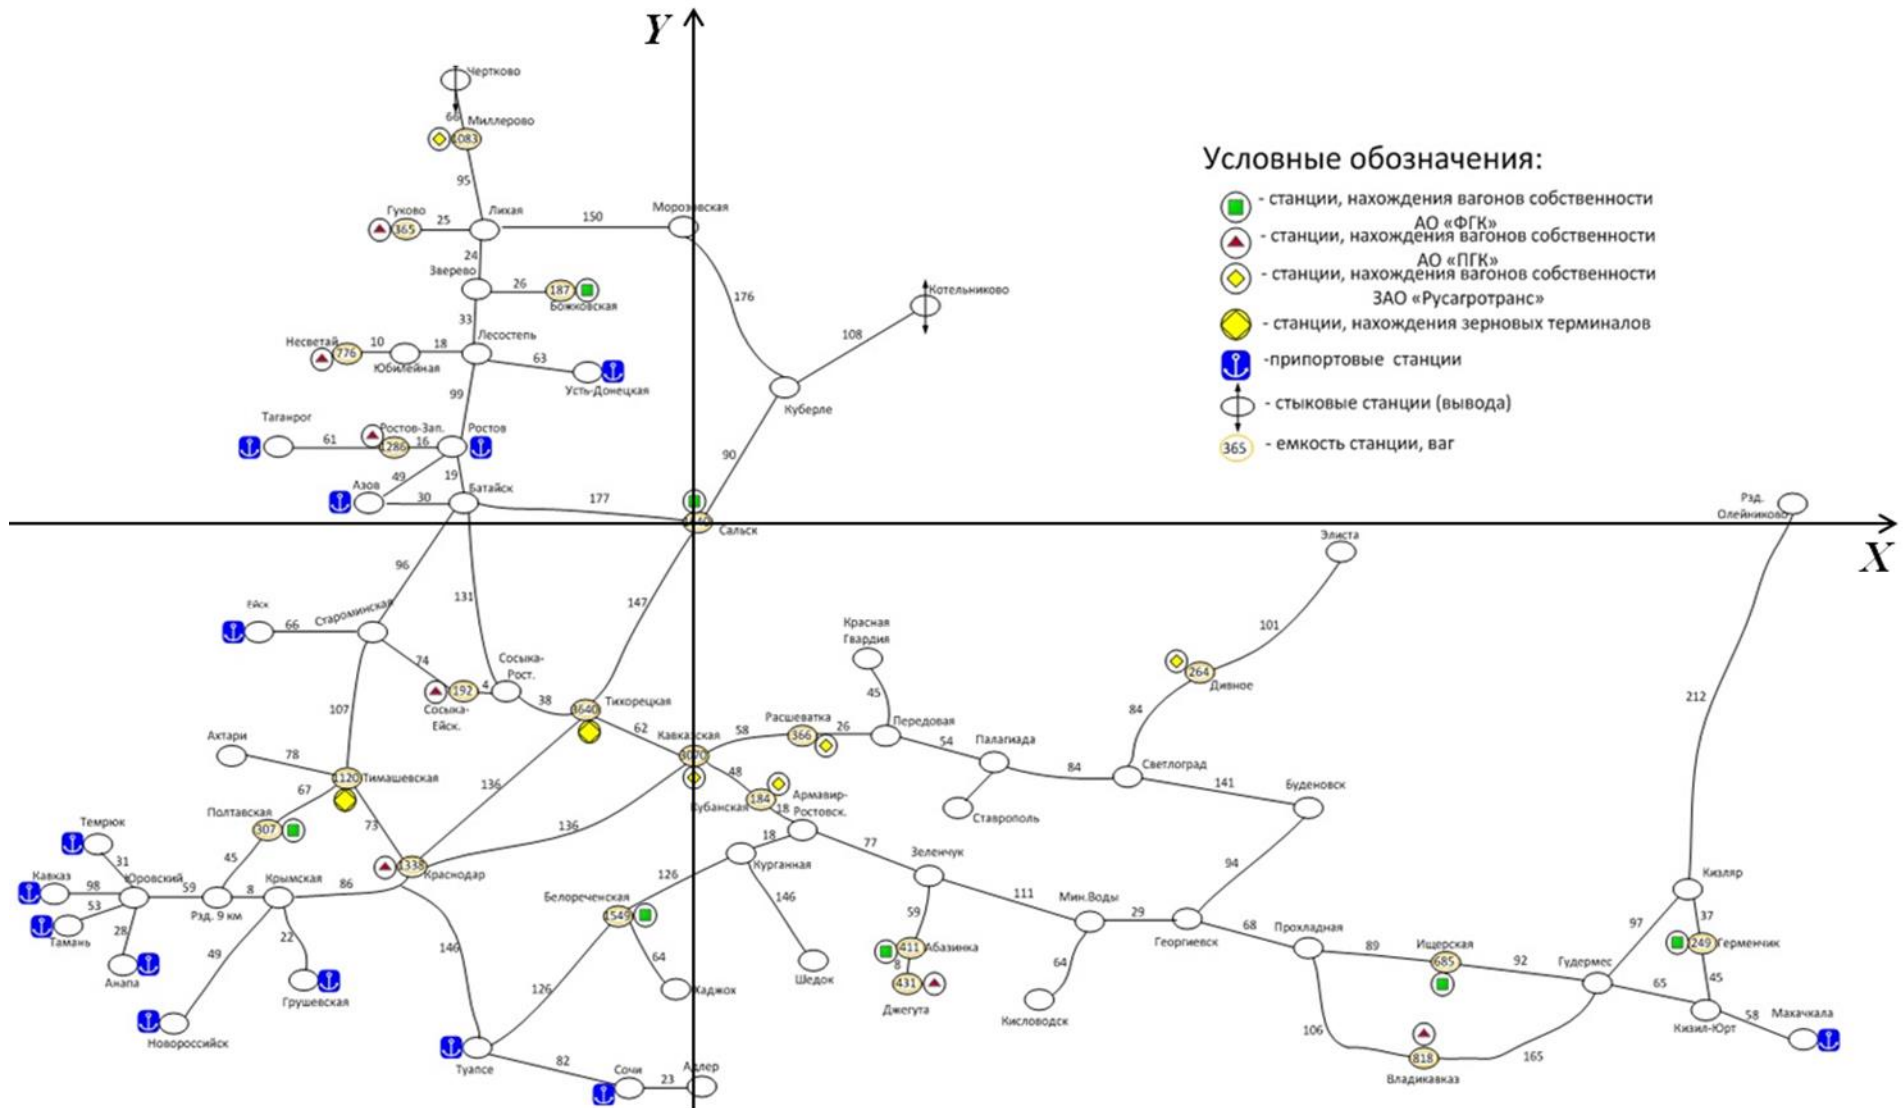 Y
Чертково
66
Миллерово
1083
95
Гуково
365
25
Лихая
150
Морозовская
24
Зверево
26
187
Божковская
33
176
Котельниково
108
Несветай
776
10
Юбилейная
18
Лесостепь
63
Усть-Донецкая
99
Куберле
Таганрог
61
Ростов-Зап.
1286
16
Ростов
90
49
19
Азов
30
Батайск
177
Сальск
Условные обозначения:
- станции, нахождения вагонов собственности
АО «ФГК»
- станции, нахождения вагонов собственности
АО «ПГК»
- станции, нахождения вагонов собственности
ЗАО «Русагротранс»
- станции, нахождения зерновых терминалов
-припортовые станции
- стыковые станции (вывода)
365
- емкость станции, ваг
Рзд.
Олейниково
X
Элиста
96
131
147
Ейск
66
Староминская
74
192
4
Сосыка-
Ейск.
Сосыка-
Рост.
38
3640
Тихорецкая
107
62
Красная
Гвардия
45
101
264
Дивное
84
212
Ахтари
78
1120
Тимашевская
67
73
136
Кавказская
3070
58
Расшеватка
366
26
Передовая
54
Палагиада
84
Светлоград
141
Буденовск
Ставрополь
48
184
Кубанская
18
Армавир-
Ростовск.
Полтавская
307
45
136
Темрюк
31
Кавказ
98
Юровский
59
Рзд. 9 км
8
Крымская
86
1338
Краснодар
53
Тамань
28
Анапа
49
22
Грушевская
Новороссийск
146
18
Курганная
126
146
Шедок
Белореченская
1549
64
Хаджох
126
77
Зеленчук
59
411
Абазинка
8
431
Джегута
111
Мин.Воды
29
64
Кисловодск
94
Георгиевск
68
Прохладная
89
Ищерская
685
92
Гудермес
97
Кизляр
37
249
Герменчик
45
65
Кизил-Юрт
58
Махачкала
106
818
Владикавказ
165
Туапсе
82
Сочи
23
Адлер